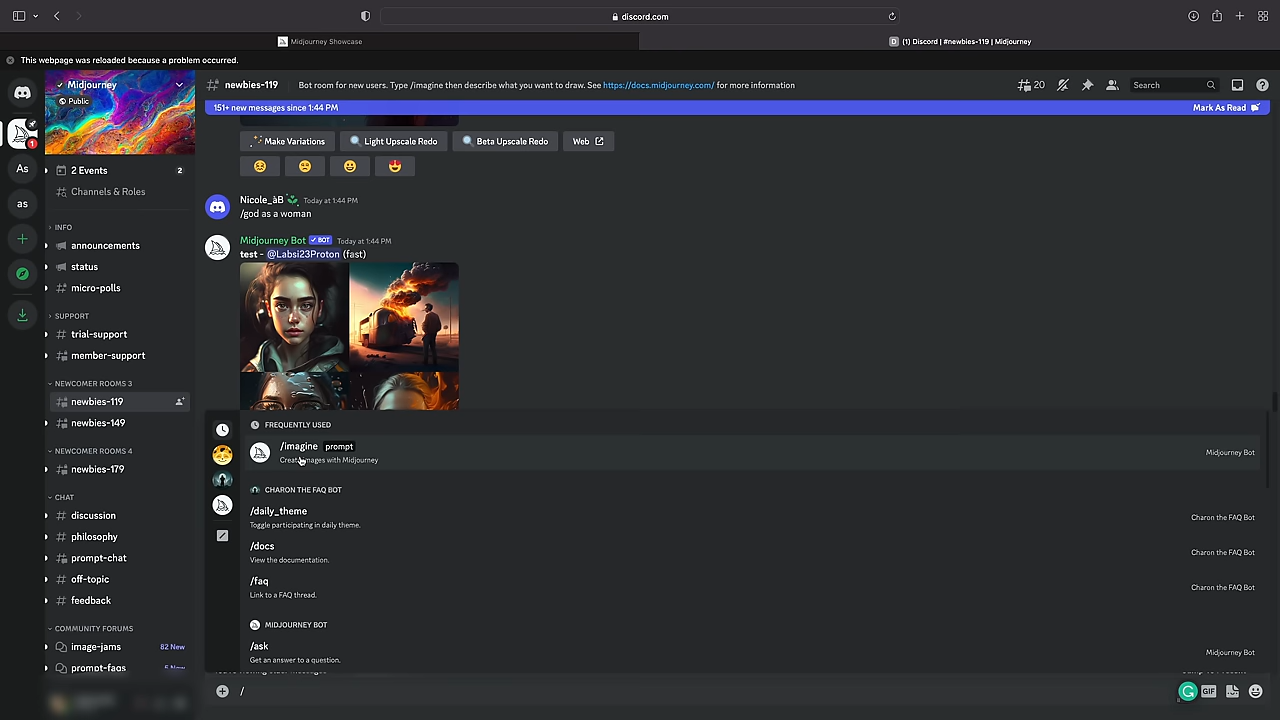 discord.com
Midjourney Showcase
D (1) Discord | #newbies-119 | Midjourney
This webpage was reloaded because a problem occurred.
Midjourney
Public
newbies-119
Bot room for new users. Type /imagine then describe what you want to draw. See https://docs.midjourney.com/ for more information
20
Search
151+ new messages since 1:44 PM
Mark As Read
1
As
as
2 Events
2
Channels & Roles
INFO
announcements
status
micro-polls
SUPPORT
trial-support
member-support
NEWCOMER ROOMS 3
newbies-119
newbies-149
NEWCOMER ROOMS 4
newbies-179
CHAT
discussion
philosophy
prompt-chat
off-topic
feedback
COMMUNITY FORUMS
image-jams
82 New
prompt-faqs
5 New
Make Variations
Light Upscale Redo
Beta Upscale Redo
Web
Nicole_àB Today at 1:44 PM
/god as a woman
Midjourney Bot ✓ BOT Today at 1:44 PM
test - @Labsi23Proton (fast)
FREQUENTLY USED
/imagine prompt
Create images with Midjourney
Midjourney Bot
CHARON THE FAQ BOT
/daily_theme
Toggle participating in daily theme.
Charon the FAQ Bot
/docs
View the documentation.
Charon the FAQ Bot
/faq
Link to a FAQ thread.
Charon the FAQ Bot
MIDJOURNEY BOT
/ask
Get an answer to a question.
Midjourney Bot
/
G
GIF